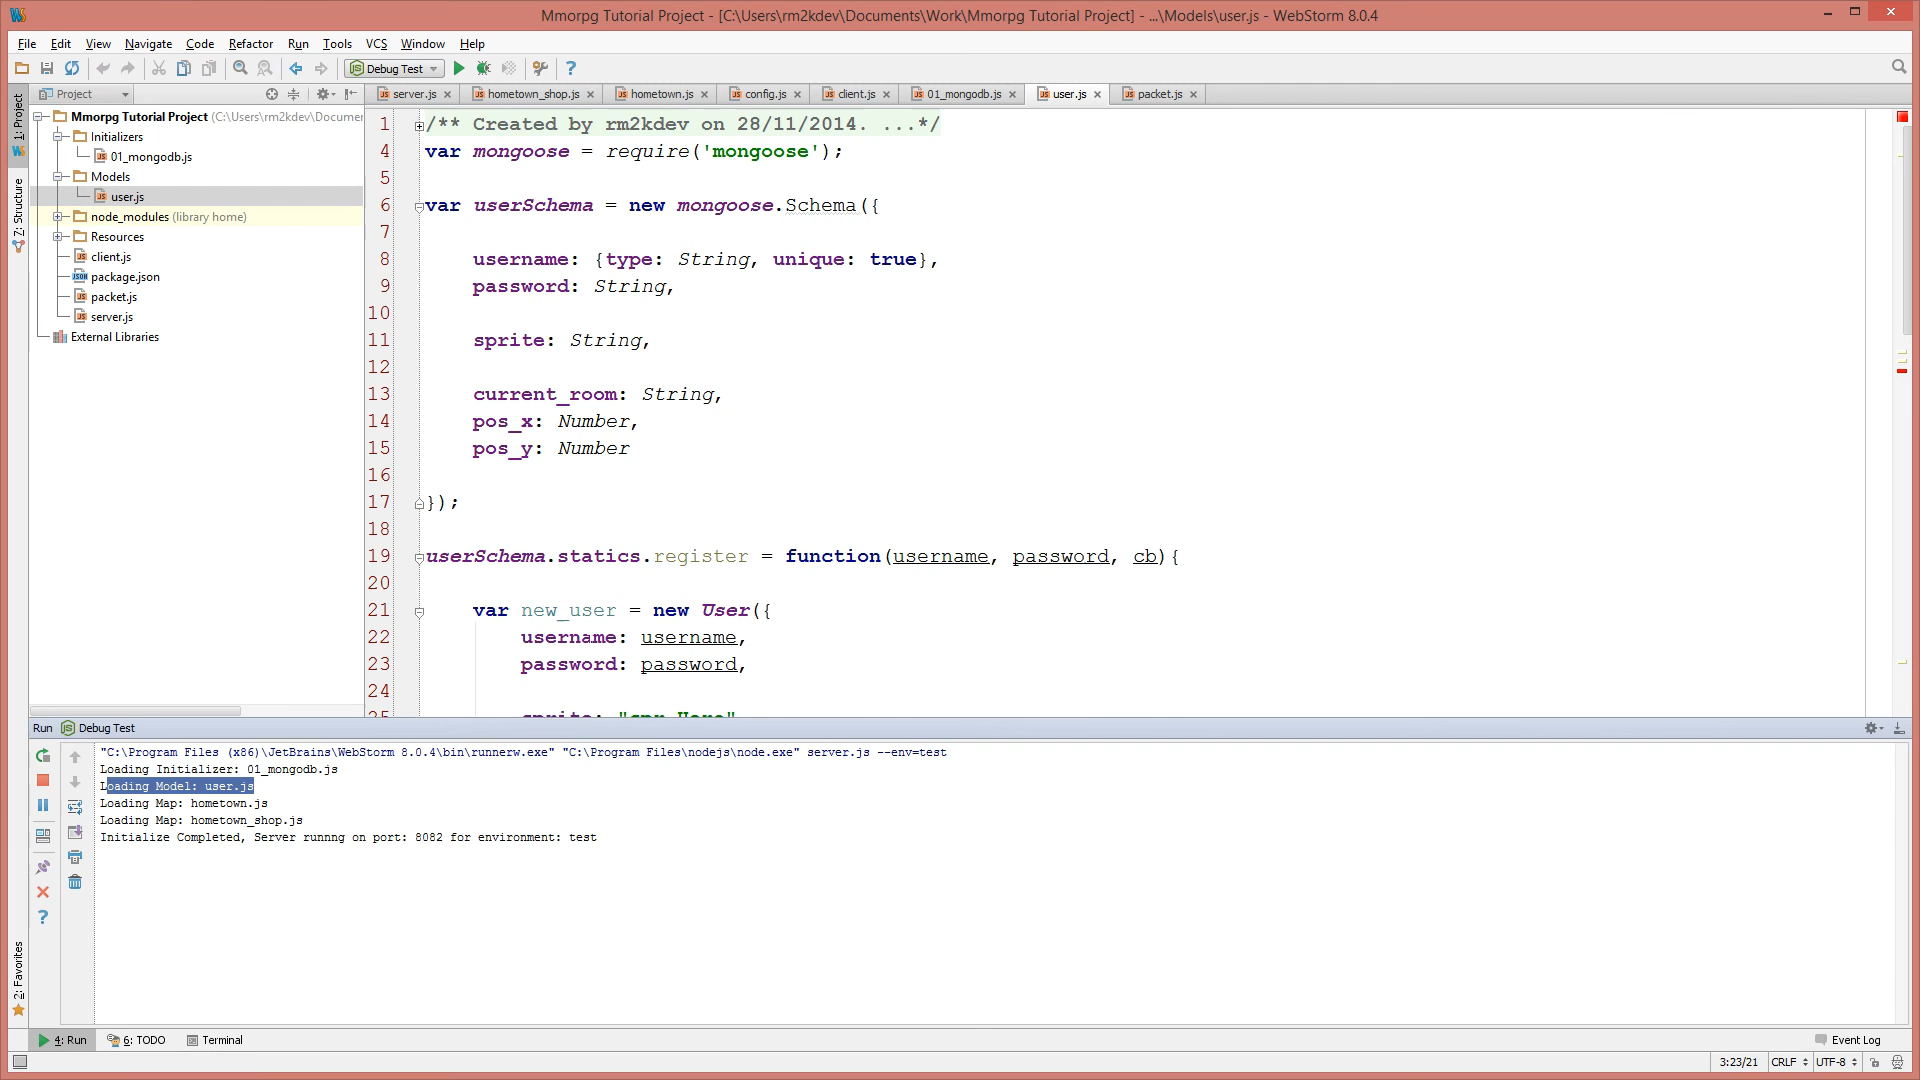 Mmorpg Tutorial Project - [C:\Users\rm2kdev\Documents\Work\Mmorpg Tutorial Project] - ...\Models\user.js - WebStorm 8.0.4
File Edit View Navigate Code Refactor Run Tools VCS Window Help
Debug Test
Project
server.js hometown_shop.js hometown.js config.js client.js 01_mongodb.js user.js packet.js
1: Project
Z: Structure
2: Favorites
Mmorpg Tutorial Project (C:\Users\rm2kdev\Documer
Initializers
01_mongodb.js
Models
user.js
node_modules (library home)
Resources
client.js
package.json
packet.js
server.js
External Libraries
1 /** Created by rm2kdev on 28/11/2014. ...*/
4 var mongoose = require('mongoose');
5
6 var userSchema = new mongoose.Schema({
7
8 username: {type: String, unique: true},
9 password: String,
10
11 sprite: String,
12
13 current_room: String,
14 pos_x: Number,
15 pos_y: Number
16
17 });
18
19 userSchema.statics.register = function(username, password, cb){
20
21 var new_user = new User({
22 username: username,
23 password: password,
24
25 sprite: "spr_Hero"
Run Debug Test
"C:\Program Files (x86)\JetBrains\WebStorm 8.0.4\bin\runnerw.exe" "C:\Program Files\nodejs\node.exe" server.js --env=test
Loading Initializer: 01_mongodb.js
Loading Model: user.js
Loading Map: hometown.js
Loading Map: hometown_shop.js
Initialize Completed, Server runnng on port: 8082 for environment: test
4: Run 6: TODO Terminal Event Log
3:23/21 CRLF UTF-8